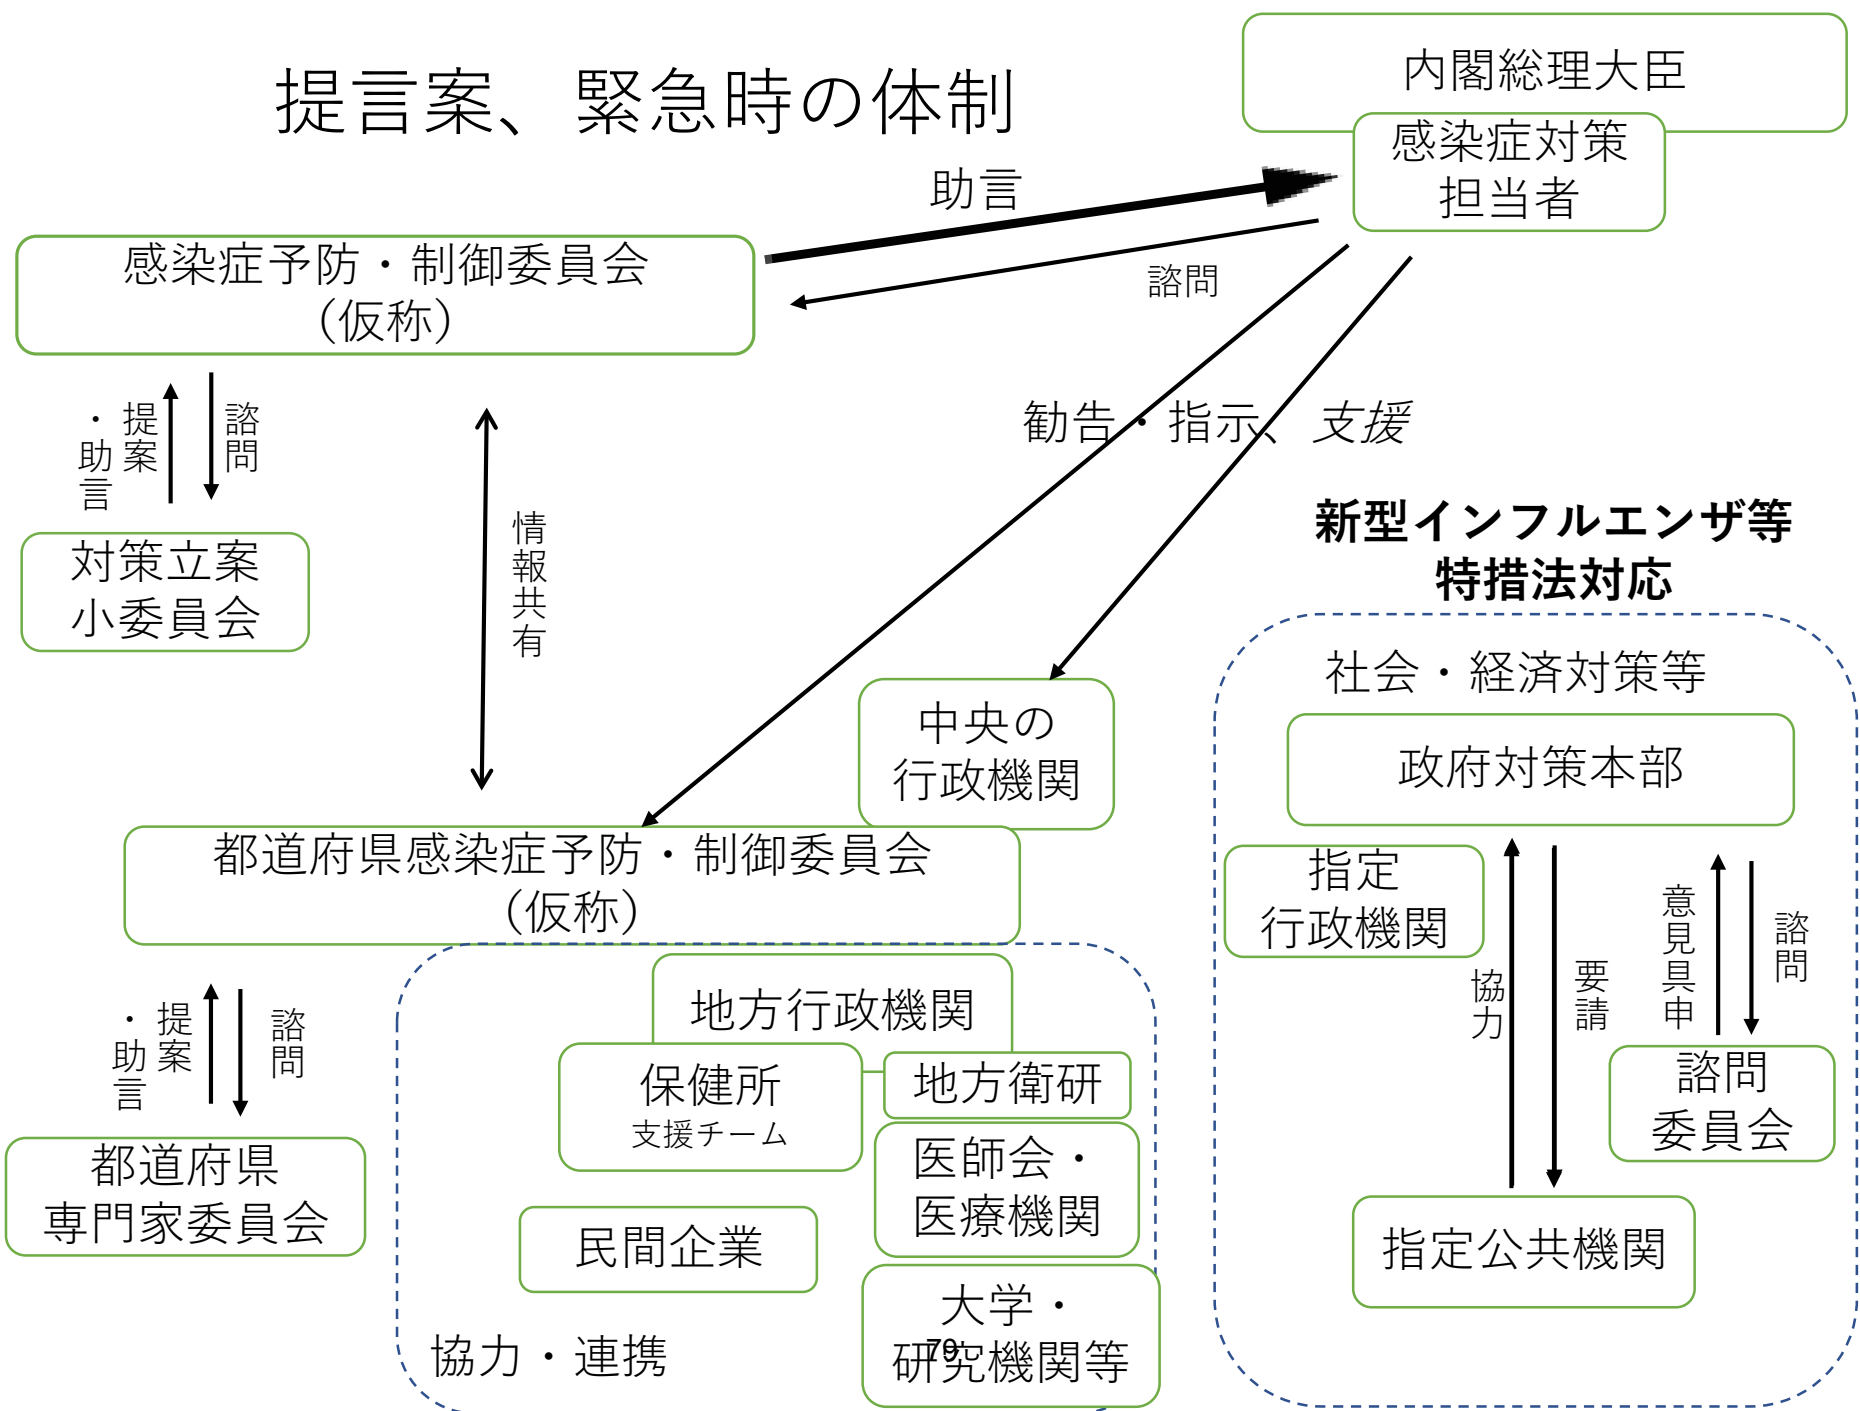 提言案、緊急時の体制
内閣総理大臣
感染症対策
担当者
助言
諮問
感染症予防・制御委員会
（仮称）
提案
・助言
諮問
対策立案
小委員会
情報共有
勧告・指示、支援
新型インフルエンザ等
特措法対応
社会・経済対策等
政府対策本部
中央の
行政機関
都道府県感染症予防・制御委員会
（仮称）
指定
行政機関
協力
要請
意見具申
諮問
諮問
委員会
指定公共機関
提案
・助言
諮問
都道府県
専門家委員会
地方行政機関
保健所
支援チーム
地方衛研
医師会・
医療機関
民間企業
大学・
研究機関等
協力・連携
79